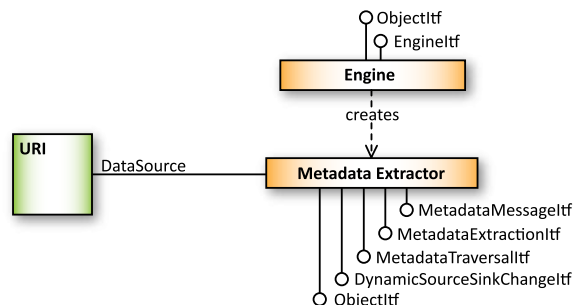 ObjectItf
EngineItf
Engine
creates
URI
DataSource
Metadata Extractor
MetadataMessageItf
MetadataExtractionItf
MetadataTraversalItf
DynamicSourceSinkChangeItf
ObjectItf